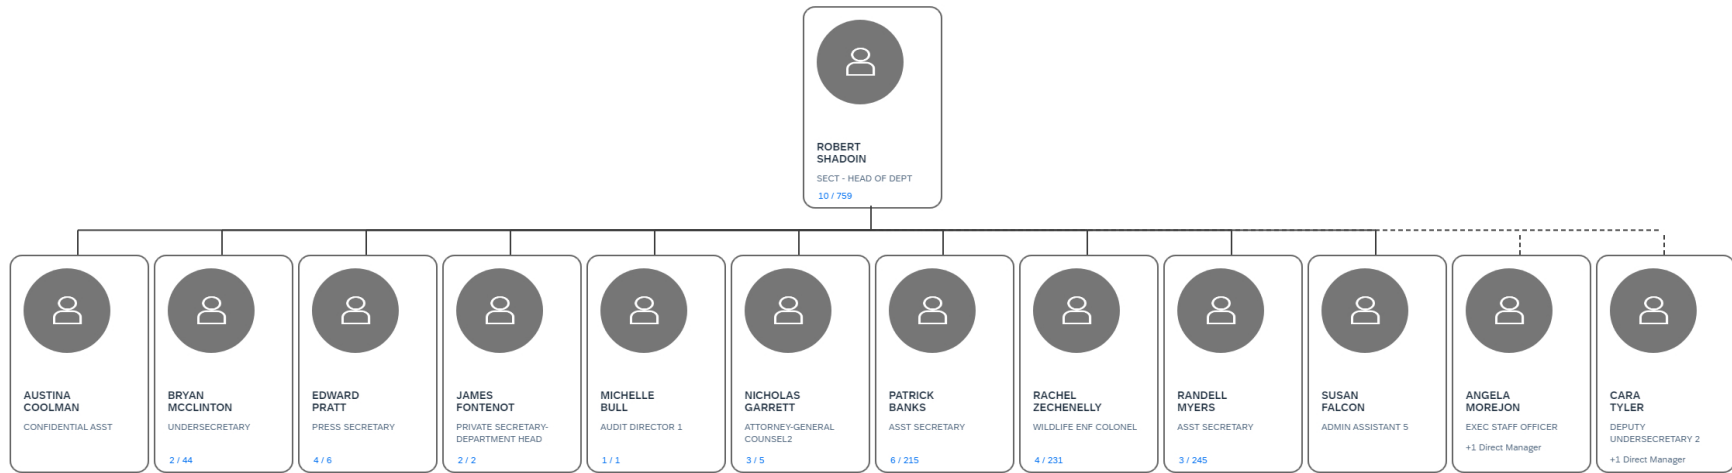 ROBERT
SHADOIN
SECT - HEAD OF DEPT
10 / 759
AUSTINA
COOLMAN
CONFIDENTIAL ASST
BRYAN
MCCLINTON
UNDERSECRETARY
2 / 44
EDWARD
PRATT
PRESS SECRETARY
4 / 6
JAMES
FONTENOT
PRIVATE SECRETARY-
DEPARTMENT HEAD
2 / 2
MICHELLE
BULL
AUDIT DIRECTOR 1
1 / 1
NICHOLAS
GARRETT
ATTORNEY-GENERAL
COUNSEL2
3 / 5
PATRICK
BANKS
ASST SECRETARY
6 / 215
RACHEL
ZECHENELLY
WILDLIFE ENF COLONEL
4 / 231
RANDELL
MYERS
ASST SECRETARY
3 / 245
SUSAN
FALCON
ADMIN ASSISTANT 5
ANGELA
MOREJON
EXEC STAFF OFFICER
+1 Direct Manager
CARA
TYLER
DEPUTY
UNDERSECRETARY 2
+1 Direct Manager